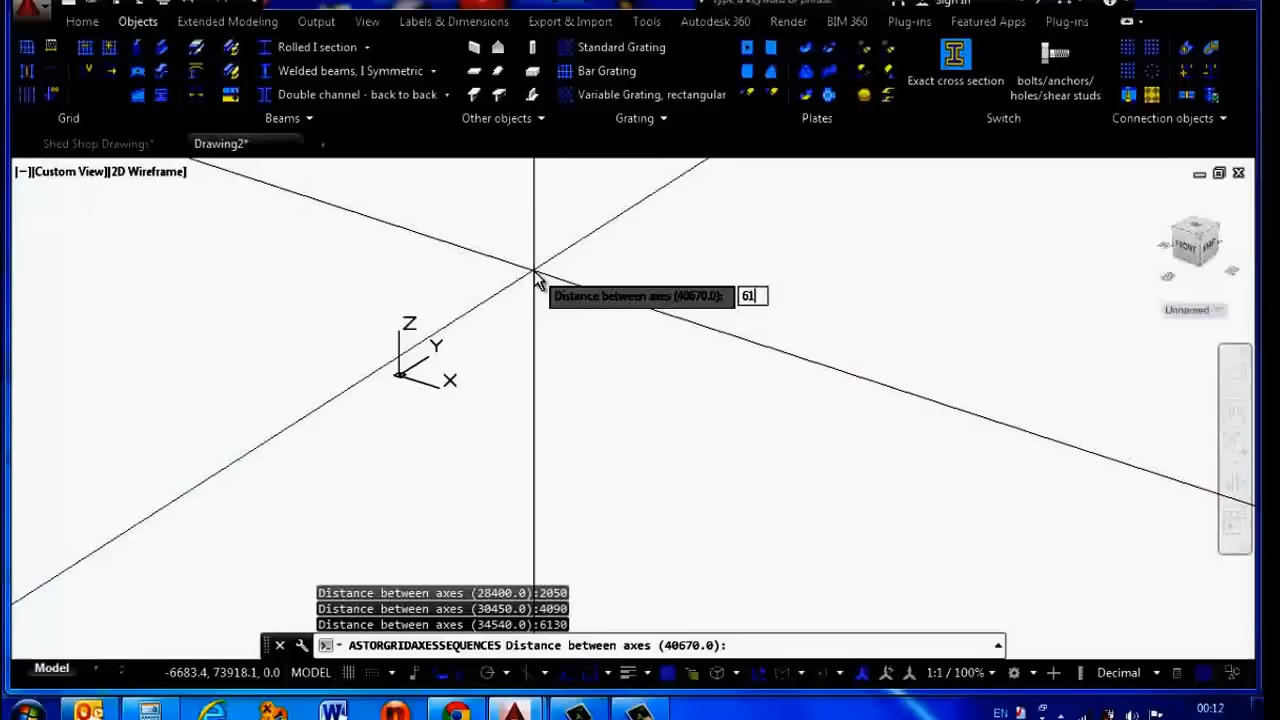 Home Objects Extended Modeling Output View Labels & Dimensions Export & Import Tools Autodesk 360 Render BIM 360 Plug-ins Featured Apps Plug-ins
Rolled I section
Standard Grating
Welded beams, I Symmetric
Bar Grating
Exact cross section
bolts/anchors/
holes/shear studs
Double channel - back to back
Variable Grating, rectangular
Grid Beams Other objects Grating Plates Switch Connection objects
Shed Shop Drawings* Drawing2*
[−][Custom View][2D Wireframe]
FRONT
Z
Y
X
Distance between axes (40670.0): 61
Unnamed
Distance between axes (28400.0):2050
Distance between axes (30450.0):4090
Distance between axes (34540.0):6130
ASTORGRIDAXESSEQUENCES Distance between axes (40670.0):
Model
-6683.4, 73918.1, 0.0 MODEL 1:1 / 100% Decimal
EN 00:12